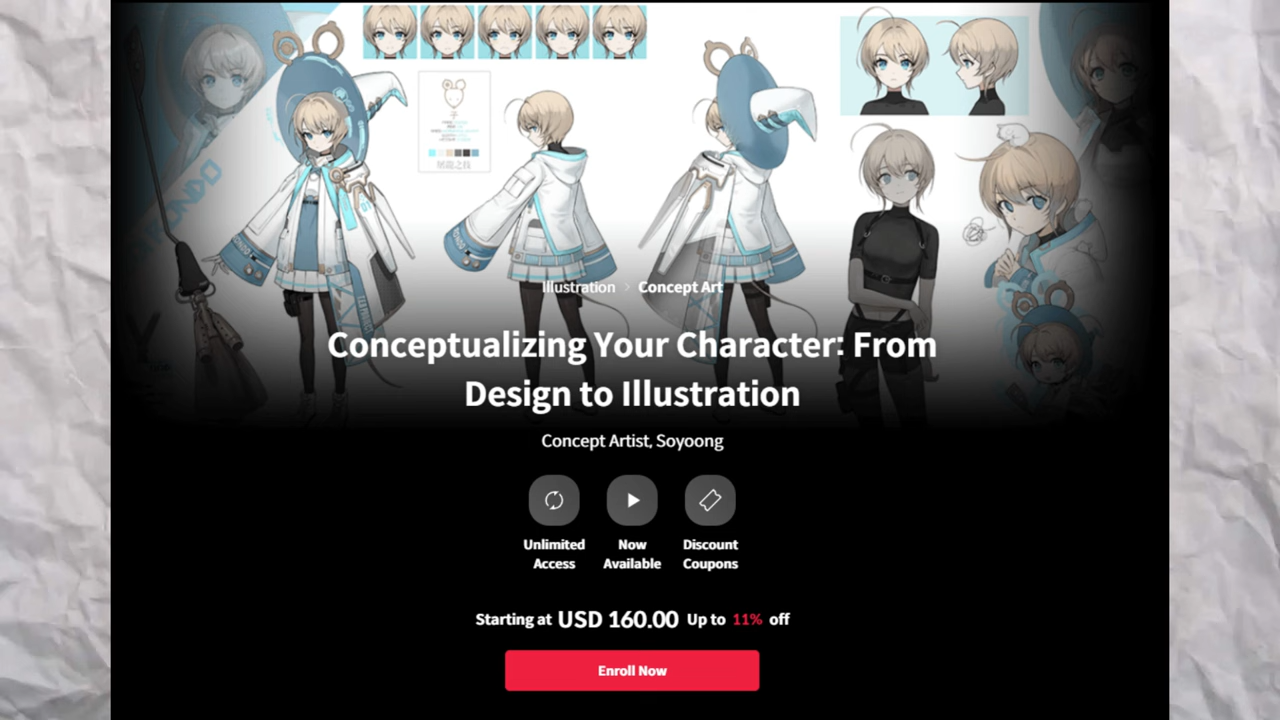 Illustration > Concept Art
Conceptualizing Your Character: From
Design to Illustration
Concept Artist, Soyoong
Unlimited
Access
Now
Available
Discount
Coupons
Starting at USD 160.00 Up to 11% off
Enroll Now